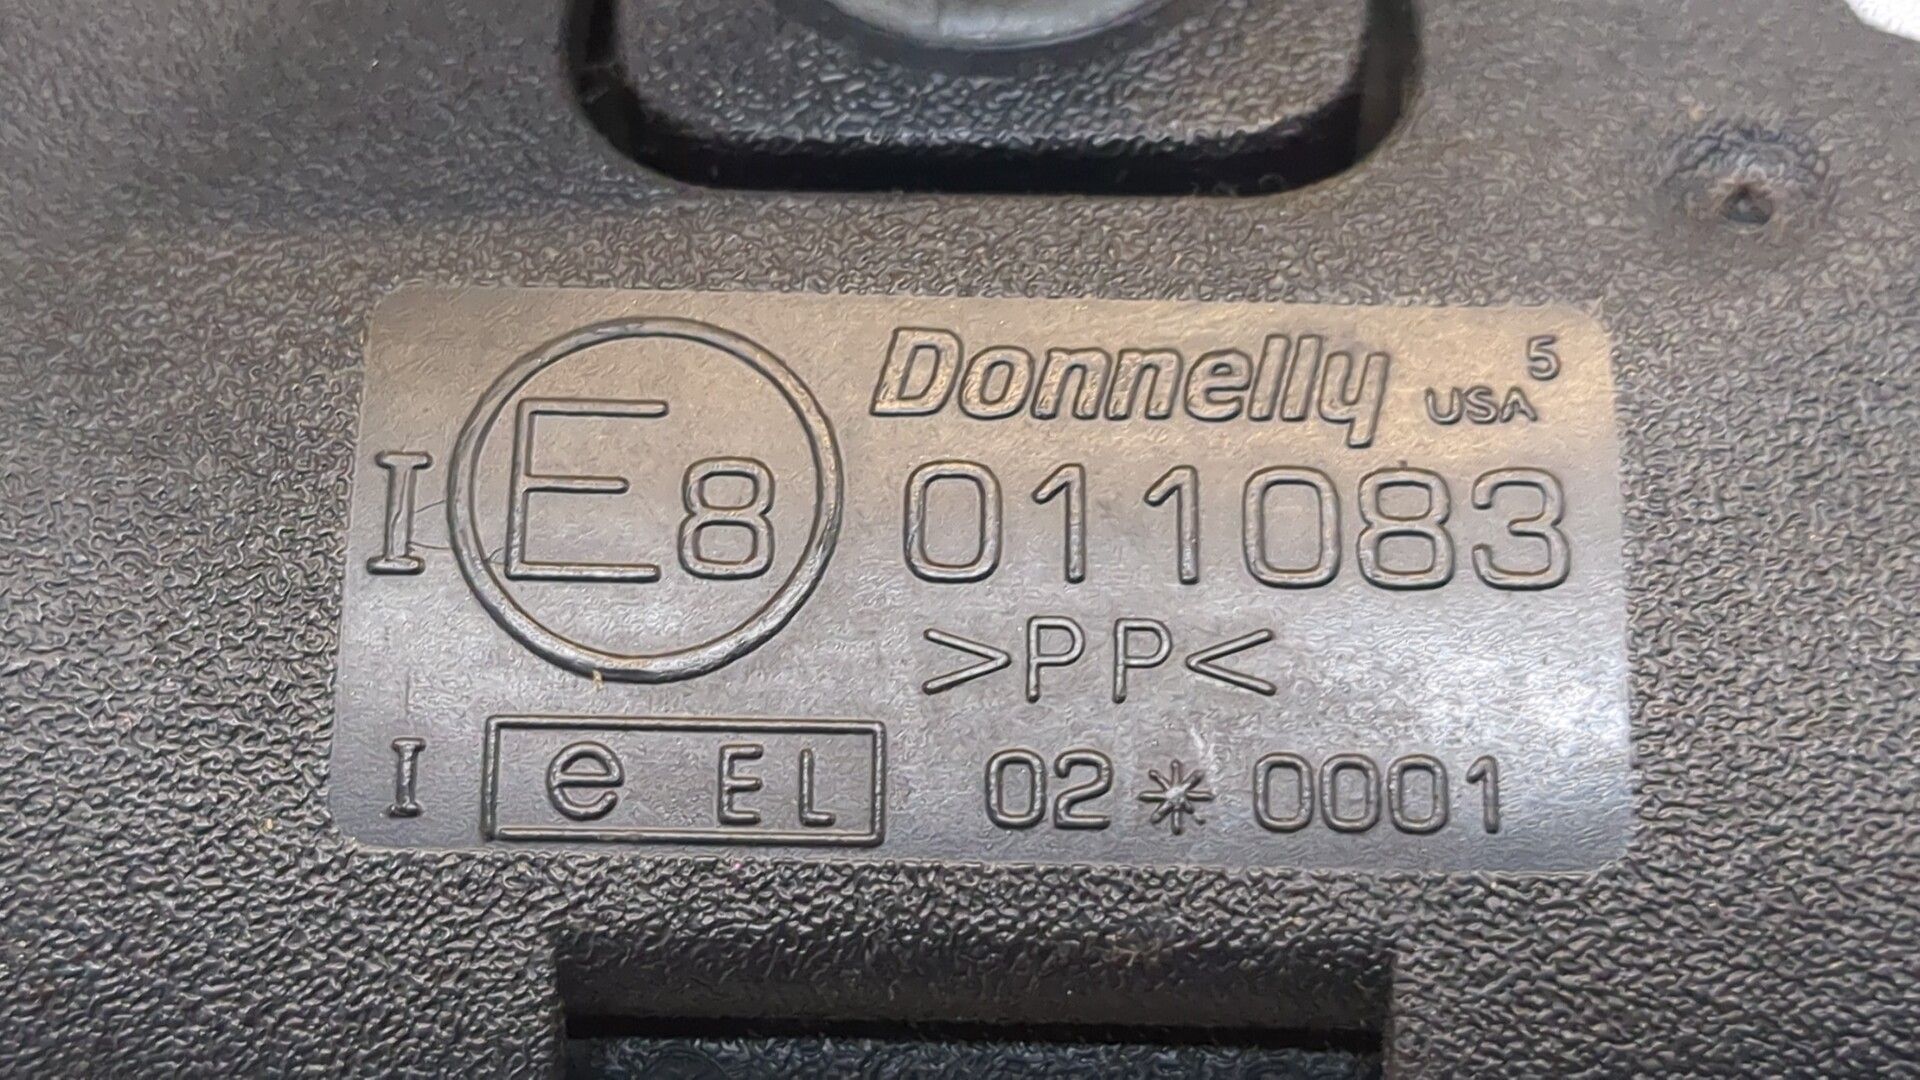 Donnelly USA 5
I E8 011083
>PP<
I e EL 02*0001